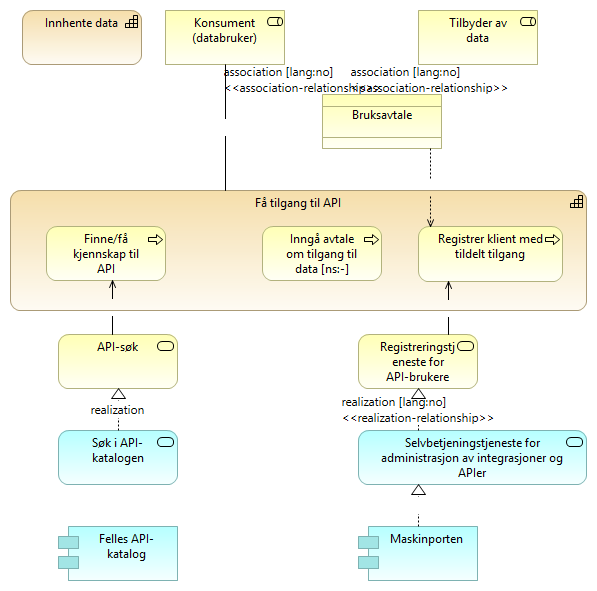 Innhente data
Konsument
(databruker)
Tilbyder av
data
association [lang:no]
<<association-relationship>>
association [lang:no]
<<association-relationship>>
Bruksavtale
Få tilgang til API
Finne/få
kjennskap til
API
Inngå avtale
om tilgang til
data [ns:-]
Registrer klient med
tildelt tilgang
API-søk
Registreringstj
eneste for
API-brukere
realization
realization [lang:no]
<<realization-relationship>>
Søk i API-
katalogen
Selvbetjeningstjeneste for
administrasjon av integrasjoner og
APIer
Felles API-
katalog
Maskinporten